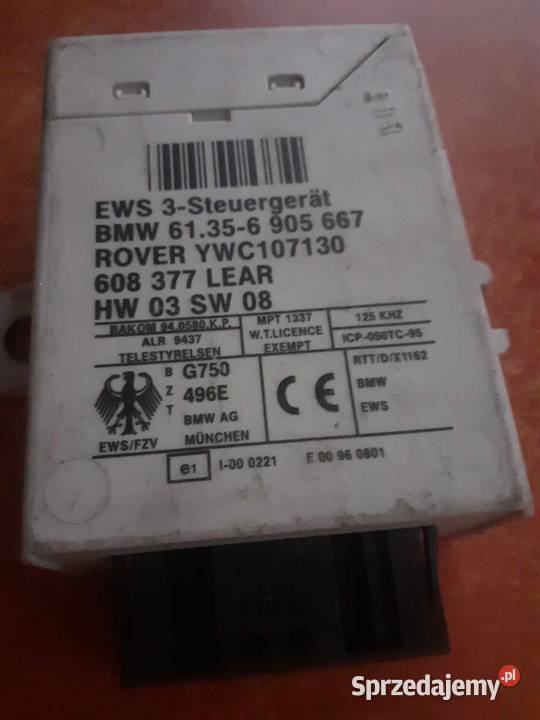 EWS 3-Steuergerät
BMW 61.35-6 905 667
ROVER YWC107130
608 377 LEAR
HW 03 SW 08
BAKOM 94.0580.K.P.
ALR 9437
TELESTYRELSEN
MPT 1337
W.T.LICENCE
EXEMPT
125 KHZ
ICP-050TC-95
RTT/D/X1162
BMW
EWS
B
Z
T
G750
496E
BMW AG
MÜNCHEN
EWS/FZV
CE
e1
I-00 0221
E 00 96 0801
Sprzedajemy.pl